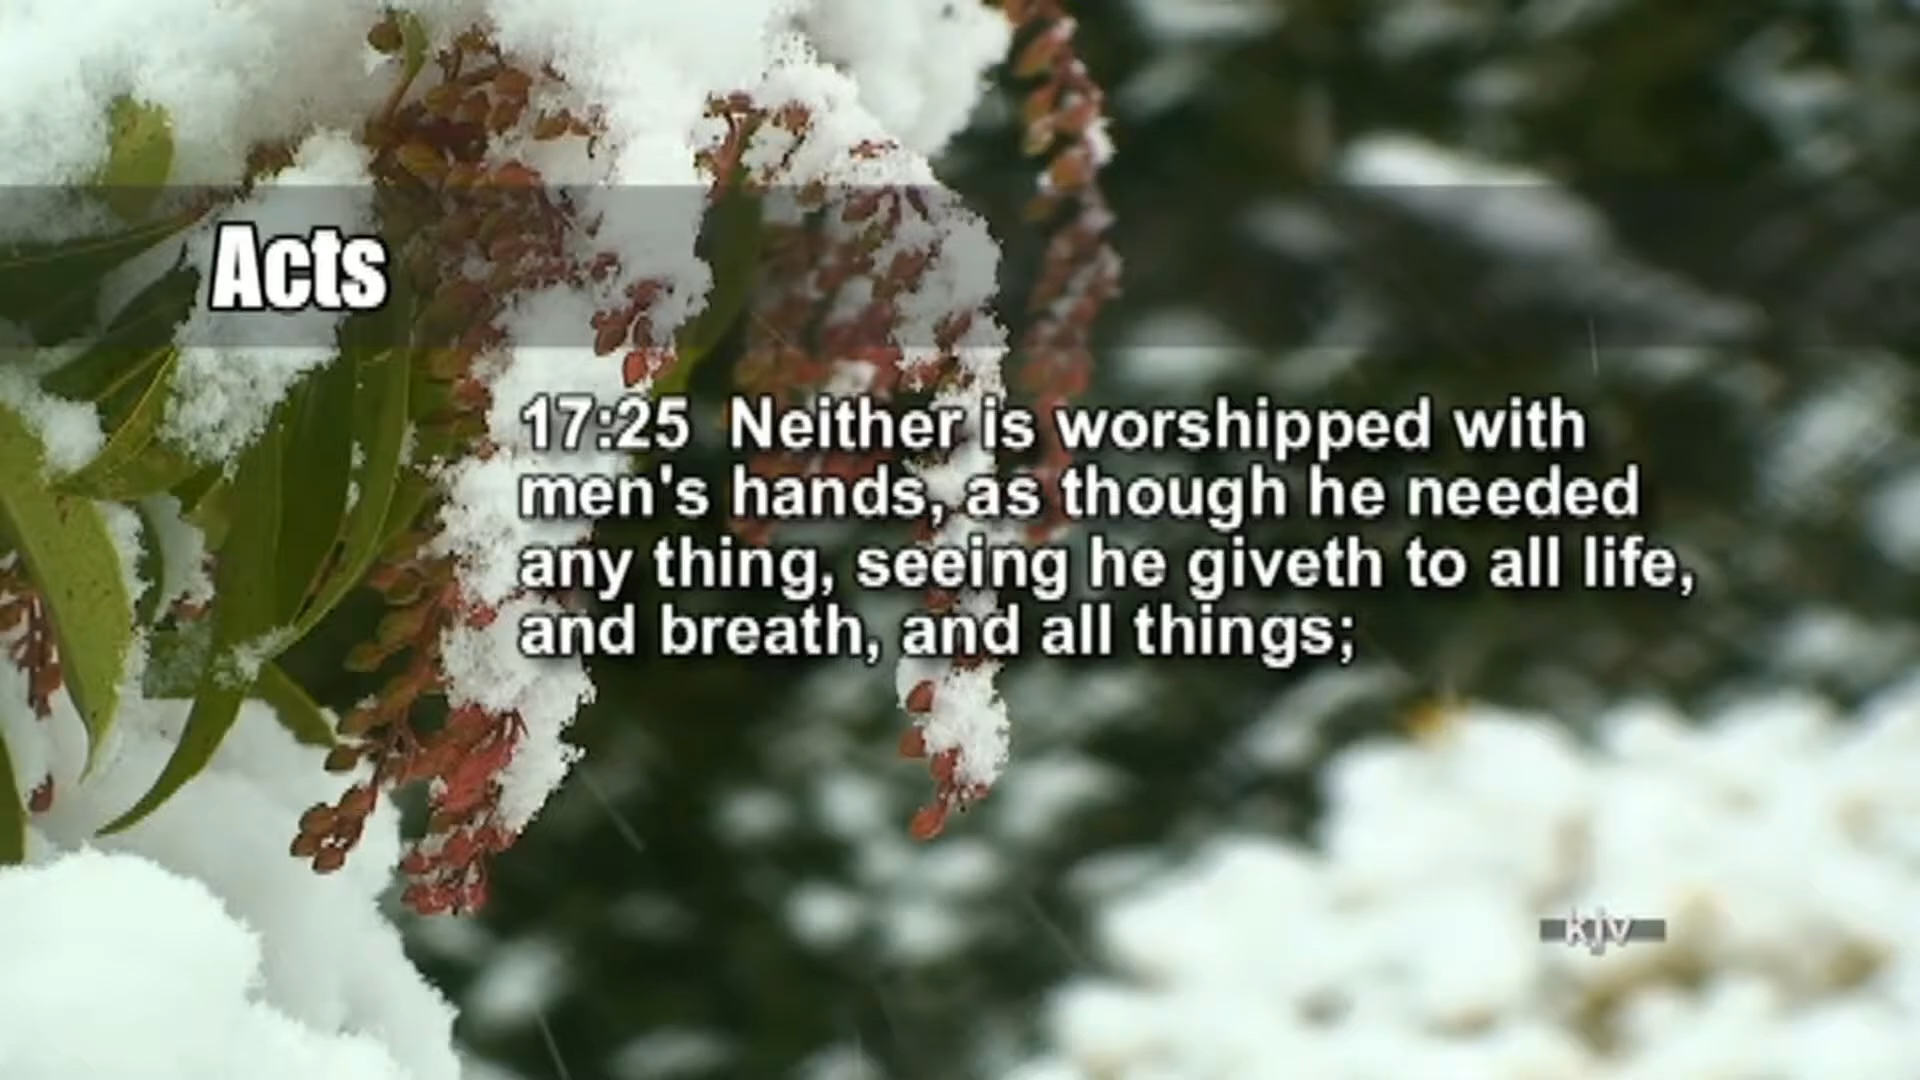 Acts
17:25  Neither is worshipped with
men's hands, as though he needed
any thing, seeing he giveth to all life,
and breath, and all things;
kjv